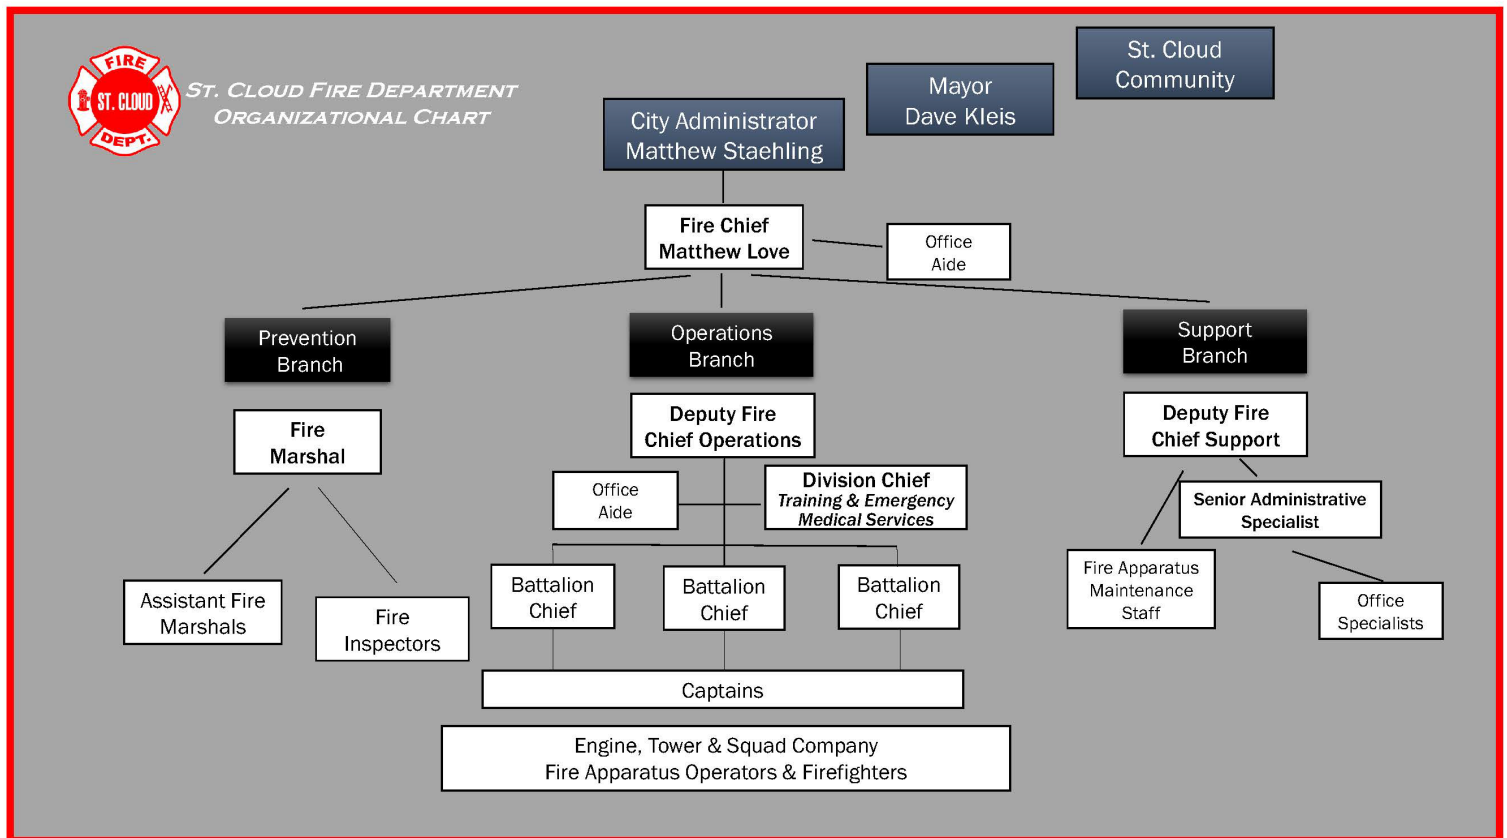 FIRE
ST. CLOUD
DEPT.
ST. CLOUD FIRE DEPARTMENT
ORGANIZATIONAL CHART
St. Cloud
Community
Mayor
Dave Kleis
City Administrator
Matthew Staehling
Fire Chief
Matthew Love
Office
Aide
Prevention
Branch
Operations
Branch
Support
Branch
Fire
Marshal
Deputy Fire
Chief Operations
Deputy Fire
Chief Support
Office
Aide
Division Chief
Training & Emergency
Medical Services
Senior Administrative
Specialist
Assistant Fire
Marshals
Fire
Inspectors
Battalion
Chief
Battalion
Chief
Battalion
Chief
Fire Apparatus
Maintenance
Staff
Office
Specialists
Captains
Engine, Tower & Squad Company
Fire Apparatus Operators & Firefighters